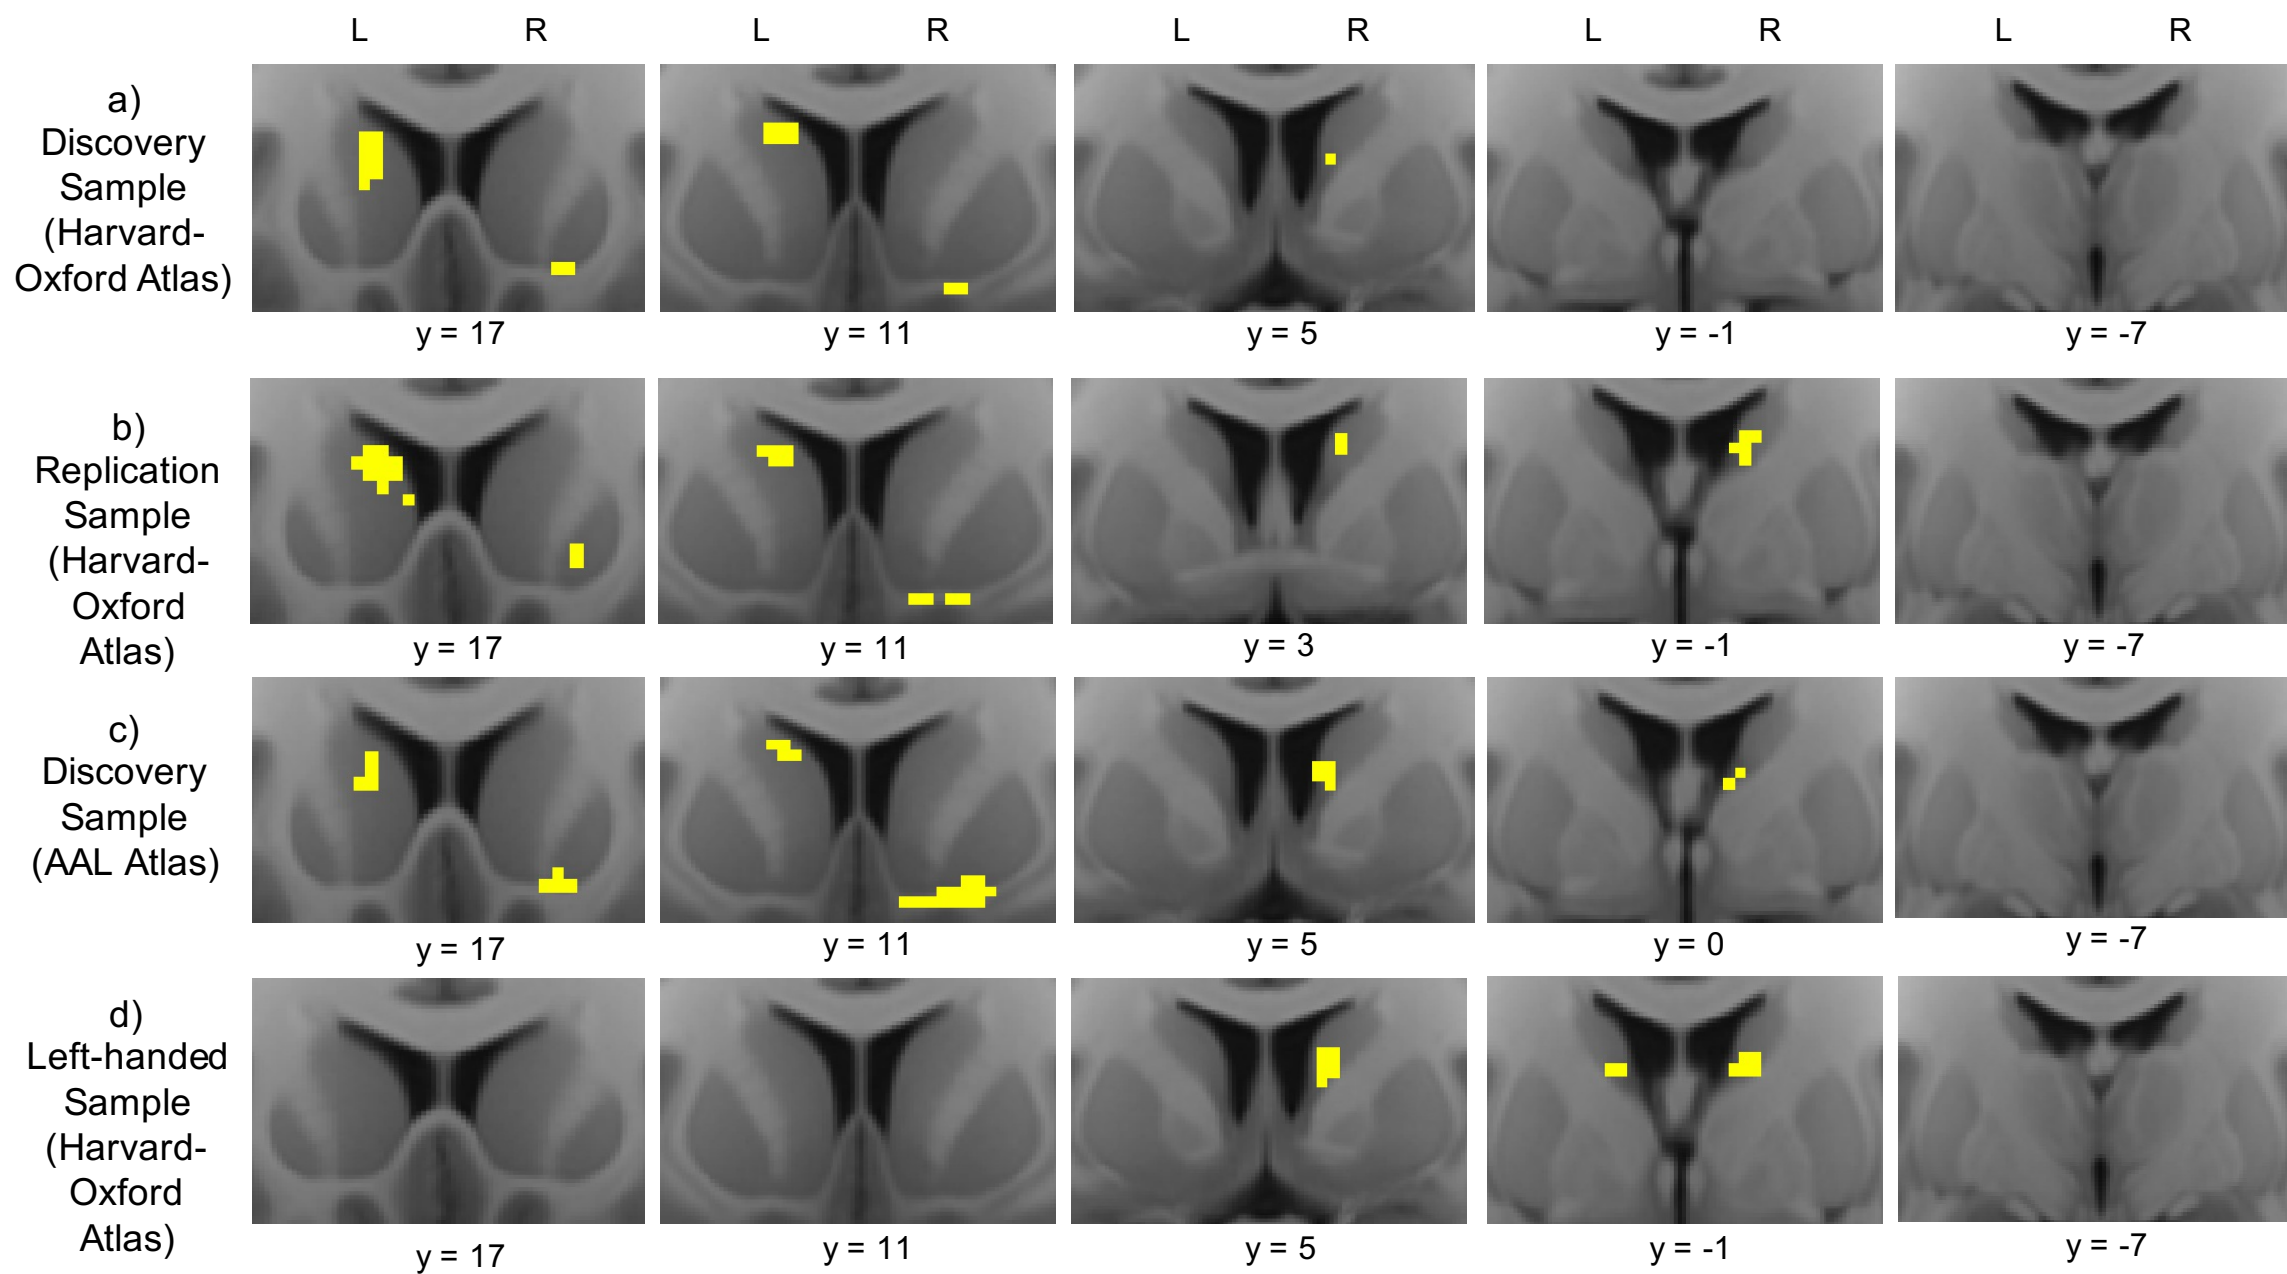 L R L R L R L R L R
a)
Discovery
Sample
(Harvard-
Oxford Atlas)
y = 17 y = 11 y = 5 y = -1 y = -7
b)
Replication
Sample
(Harvard-
Oxford
Atlas)
y = 17 y = 11 y = 3 y = -1 y = -7
c)
Discovery
Sample
(AAL Atlas)
y = 17 y = 11 y = 5 y = 0 y = -7
d)
Left-handed
Sample
(Harvard-
Oxford
Atlas)
y = 17 y = 11 y = 5 y = -1 y = -7